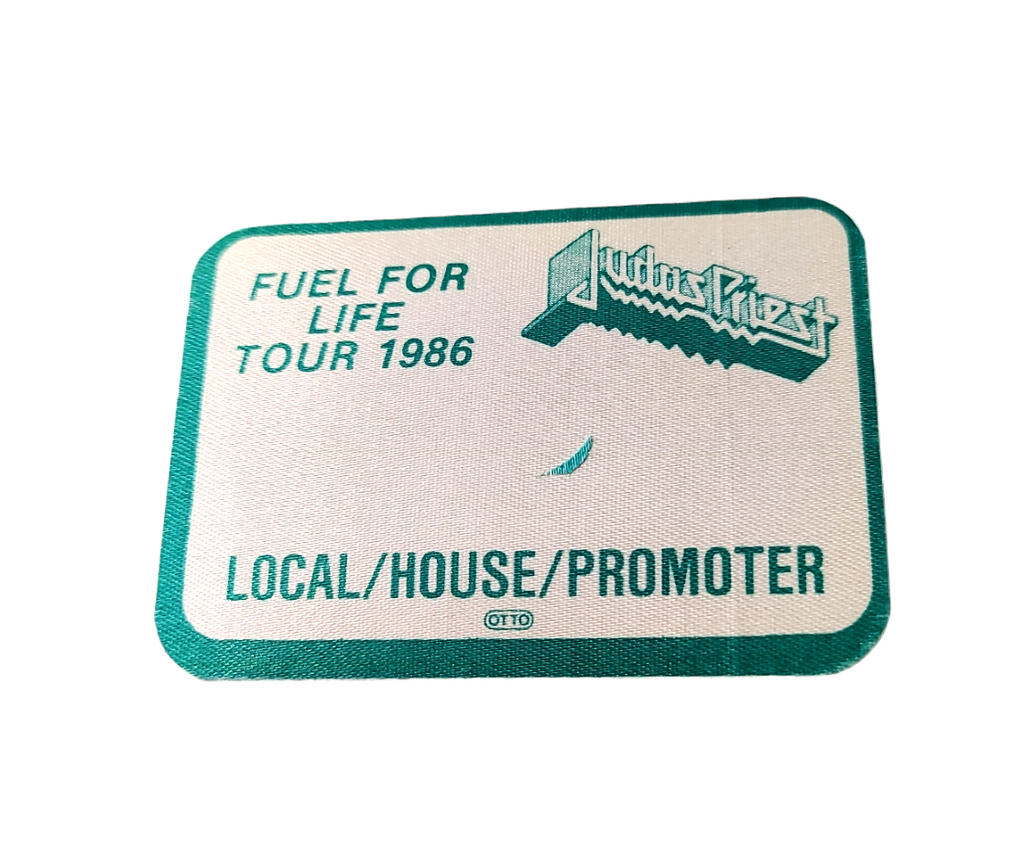 FUEL FOR
LIFE
TOUR 1986
Judas Priest
LOCAL/HOUSE/PROMOTER
OTTO